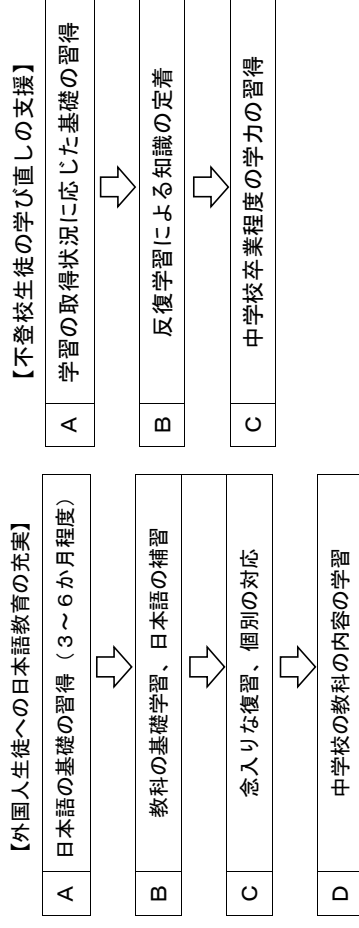 【外国人生徒への日本語教育の充実】
A 日本語の基礎の習得（３～６か月程度）
B 教科の基礎学習、日本語の補習
C 念入りな復習、個別の対応
D 中学校の教科の内容の学習
【不登校生徒の学び直しの支援】
A 学習の取得状況に応じた基礎の習得
B 反復学習による知識の定着
C 中学校卒業程度の学力の習得